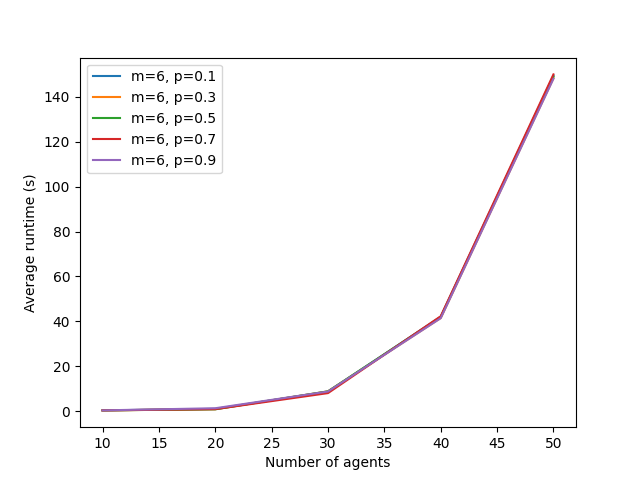 m=6, p=0.1
m=6, p=0.3
m=6, p=0.5
m=6, p=0.7
m=6, p=0.9
Average runtime (s)
140
120
100
80
60
40
20
0
10 15 20 25 30 35 40 45 50
Number of agents